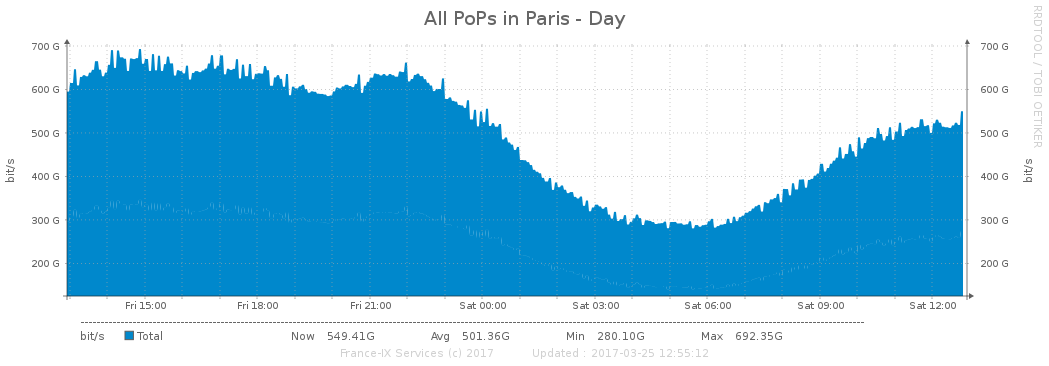 All PoPs in Paris - Day
RRDTOOL / TOBI OETIKER
bit/s
700 G
600 G
500 G
400 G
300 G
200 G
700 G
600 G
500 G
400 G
300 G
200 G
bit/s
Fri 15:00 Fri 18:00 Fri 21:00 Sat 00:00 Sat 03:00 Sat 06:00 Sat 09:00 Sat 12:00
bit/s Total Now 549.41G Avg 501.36G Min 280.10G Max 692.35G
France-IX Services (c) 2017 Updated : 2017-03-25 12:55:12